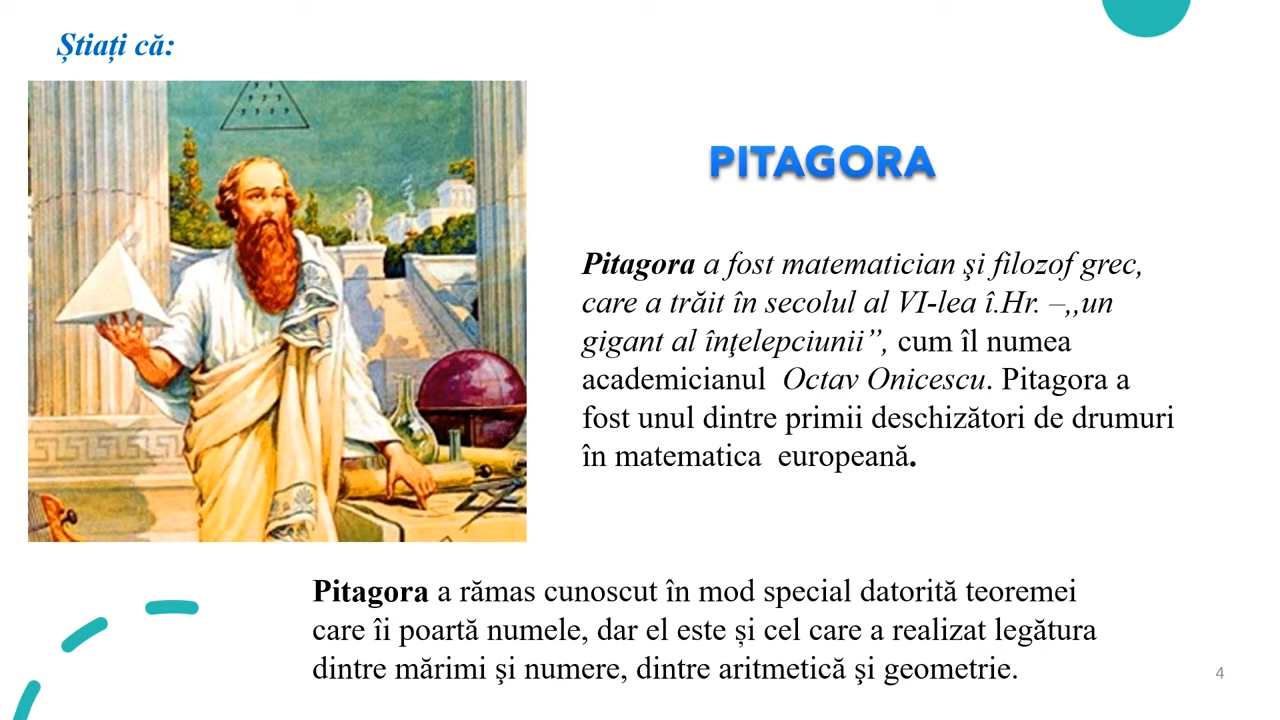 Știați că:
PITAGORA
Pitagora a fost matematician şi filozof grec,
care a trăit în secolul al VI-lea î.Hr. –,,un
gigant al înţelepciunii”, cum îl numea
academicianul  Octav Onicescu. Pitagora a
fost unul dintre primii deschizători de drumuri
în matematica  europeană.
Pitagora a rămas cunoscut în mod special datorită teoremei
care îi poartă numele, dar el este și cel care a realizat legătura
dintre mărimi şi numere, dintre aritmetică şi geometrie.
4